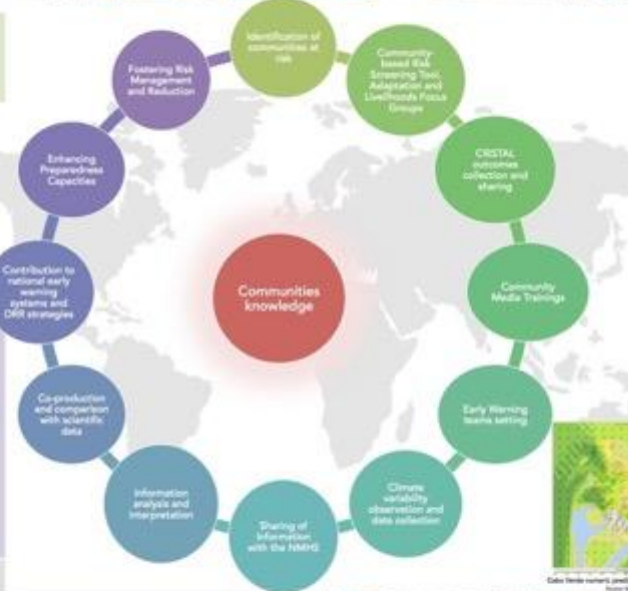 Identification of
communities at
risk
Community-
based Risk
Screening Tool,
Adaptation and
Livelihoods Focus
Groups
CRiSTAL
outcomes
collection and
sharing
Community
Media Trainings
Early Warning
teams setting
Climate
variability
observation and
data collection
Sharing of
Information
with the NMHS
Information
analysis and
interpretation
Co-production
and comparison
with scientific
data
Contribution to
national early
warning
systems and
DRR strategies
Enhancing
Preparedness
Capacities
Fostering Risk
Management
and Reduction
Communities
knowledge
Cabo Verde numeric